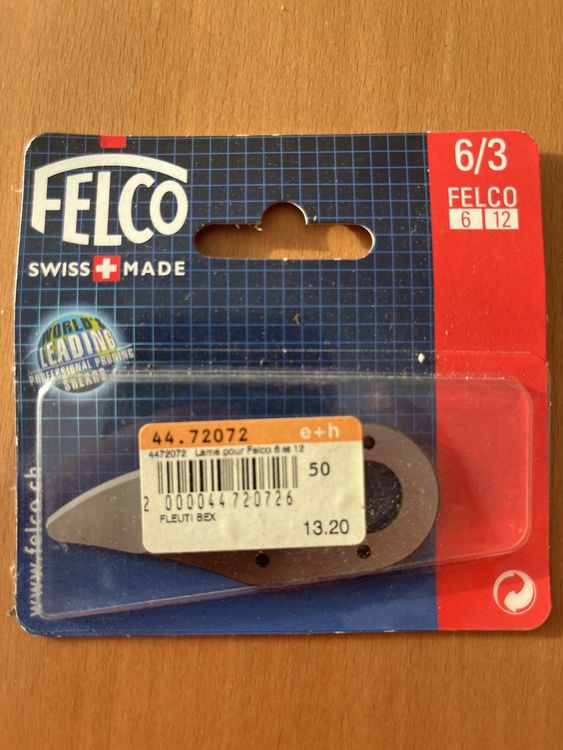 FELCO
SWISS MADE
6/3
FELCO
6 12
WORLD'S
LEADING
PROFESSIONAL PRUNING
SHEARS
44.72072 e+h
4472072 Lame pour Felco 6 et 12
50
2 000044 720726
FLEUTI BEX
13.20
www.felco.ch